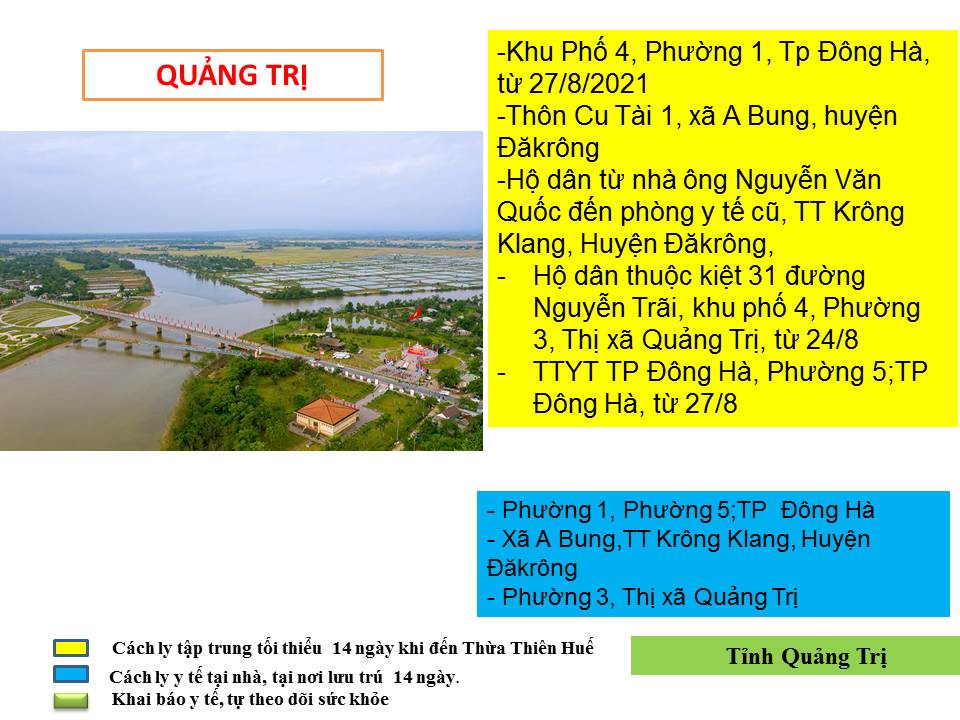 QUẢNG TRỊ
-Khu Phố 4, Phường 1, Tp Đông Hà,
từ 27/8/2021
-Thôn Cu Tài 1, xã A Bung, huyện
Đăkrông
-Hộ dân từ nhà ông Nguyễn Văn
Quốc đến phòng y tế cũ, TT Krông
Klang, Huyện Đăkrông,
- Hộ dân thuộc kiệt 31 đường
Nguyễn Trãi, khu phố 4, Phường
3, Thị xã Quảng Trị, từ 24/8
- TTYT TP Đông Hà, Phường 5;TP
Đông Hà, từ 27/8
- Phường 1, Phường 5;TP Đông Hà
- Xã A Bung,TT Krông Klang, Huyện
Đăkrông
- Phường 3, Thị xã Quảng Trị
Cách ly tập trung tối thiểu 14 ngày khi đến Thừa Thiên Huế
Cách ly y tế tại nhà, tại nơi lưu trú 14 ngày.
Khai báo y tế, tự theo dõi sức khỏe
Tỉnh Quảng Trị